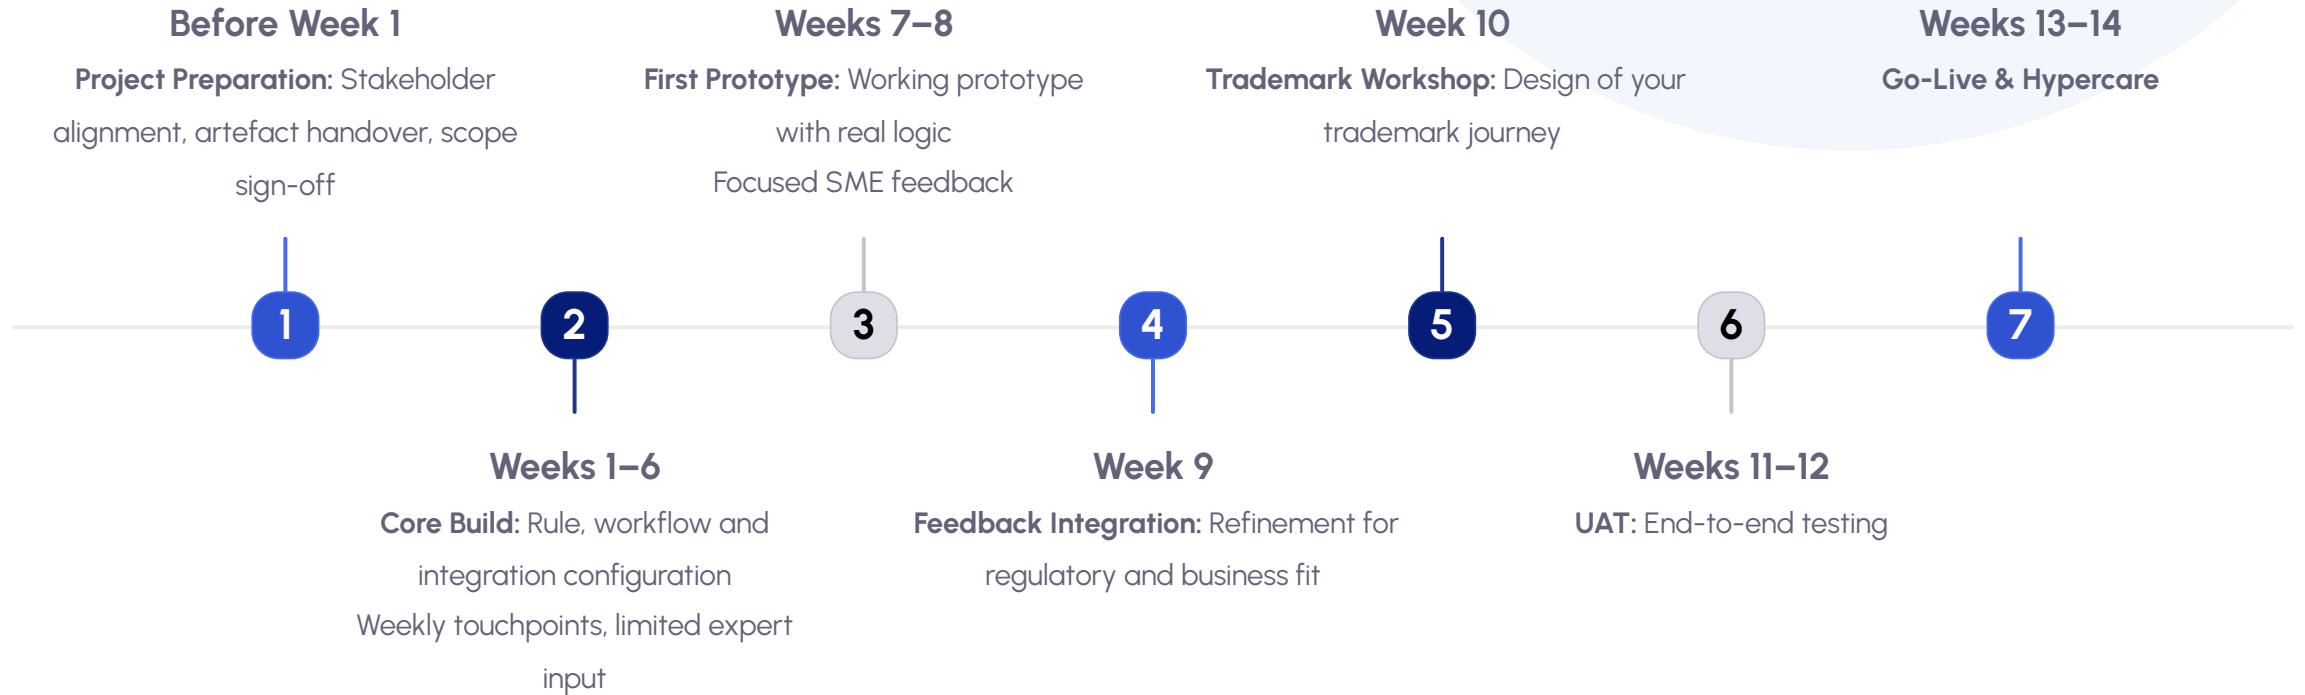 Before Week 1
Project Preparation: Stakeholder
alignment, artefact handover, scope
sign-off
Weeks 7–8
First Prototype: Working prototype
with real logic
Focused SME feedback
Week 10
Trademark Workshop: Design of your
trademark journey
Weeks 13–14
Go-Live & Hypercare
1
2
3
4
5
6
7
Weeks 1–6
Core Build: Rule, workflow and
integration configuration
Weekly touchpoints, limited expert
input
Week 9
Feedback Integration: Refinement for
regulatory and business fit
Weeks 11–12
UAT: End-to-end testing